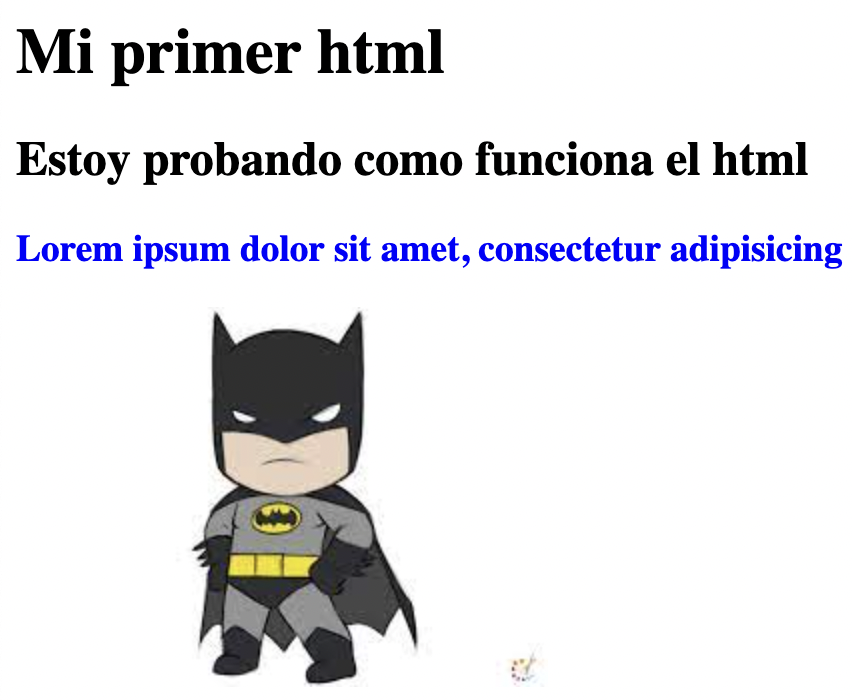 Mi primer html
Estoy probando como funciona el html
Lorem ipsum dolor sit amet, consectetur adipisicing